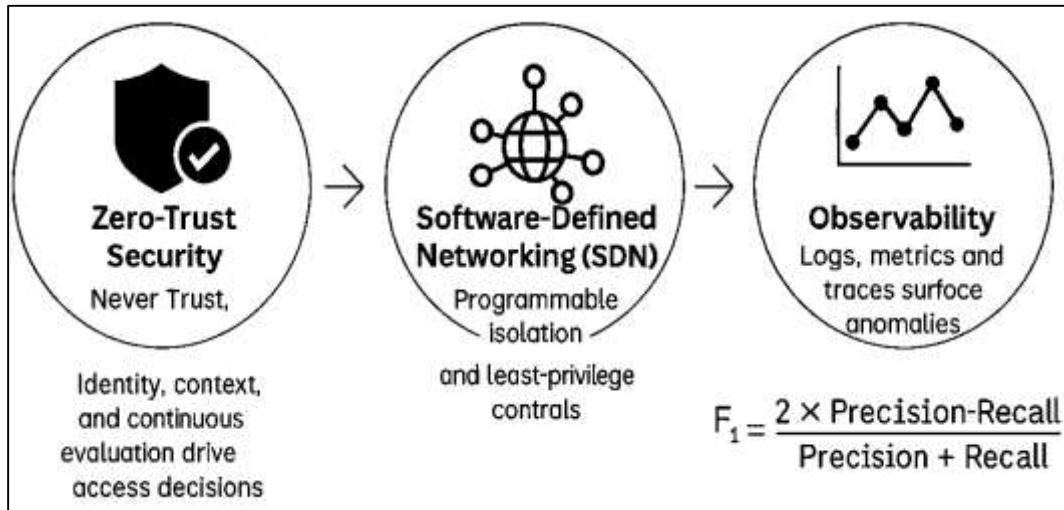 Zero-Trust
Security
Never Trust,
Identity, context,
and continuous
evaluation drive
access decisions
Software-Defined
Networking (SDN)
Programmable
isolation
and least-privilege
contrals
Observability
Logs, metrics and
traces surfoce
anomalies
F₁ = 2 × Precision-Recall
Precision + Recall